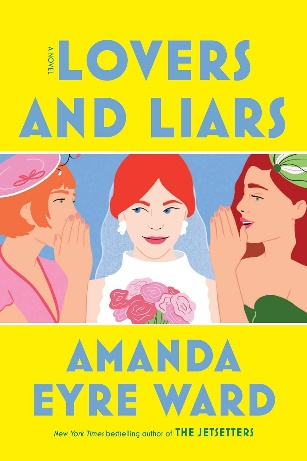 A NOVEL
LOVERS
AND LIARS
AMANDA
EYRE WARD
New York Times bestselling author of THE JETSETTERS